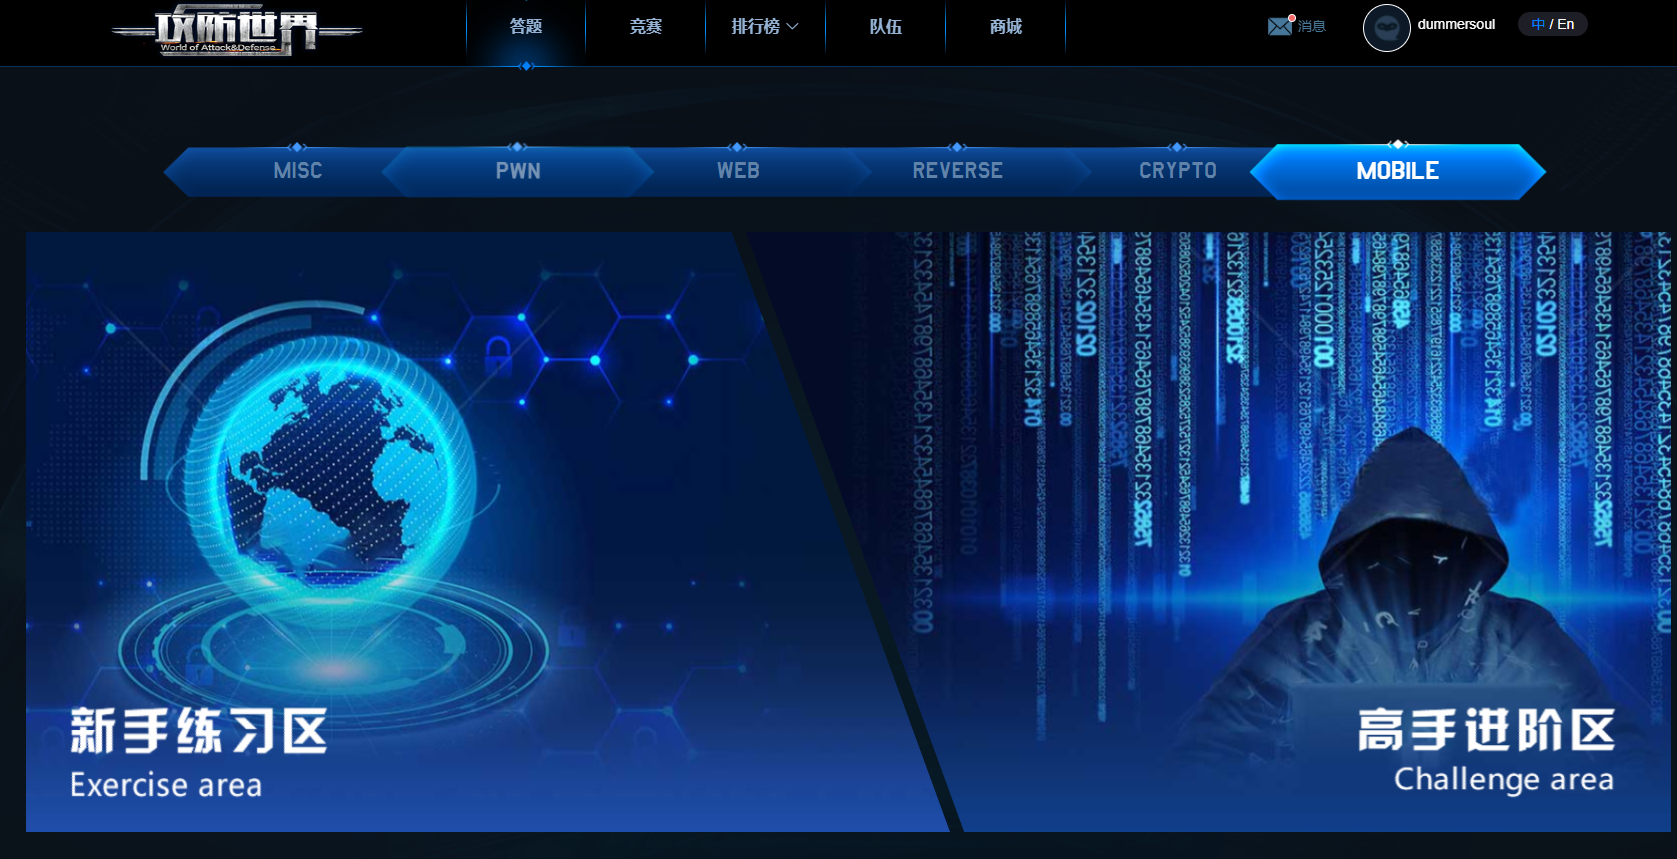 攻防世界
World of Attack&Defense
答题
竞赛
排行榜
队伍
商城
消息
dummersoul
中 / En
MISC
PWN
WEB
REVERSE
CRYPTO
MOBILE
新手练习区
Exercise area
高手进阶区
Challenge area